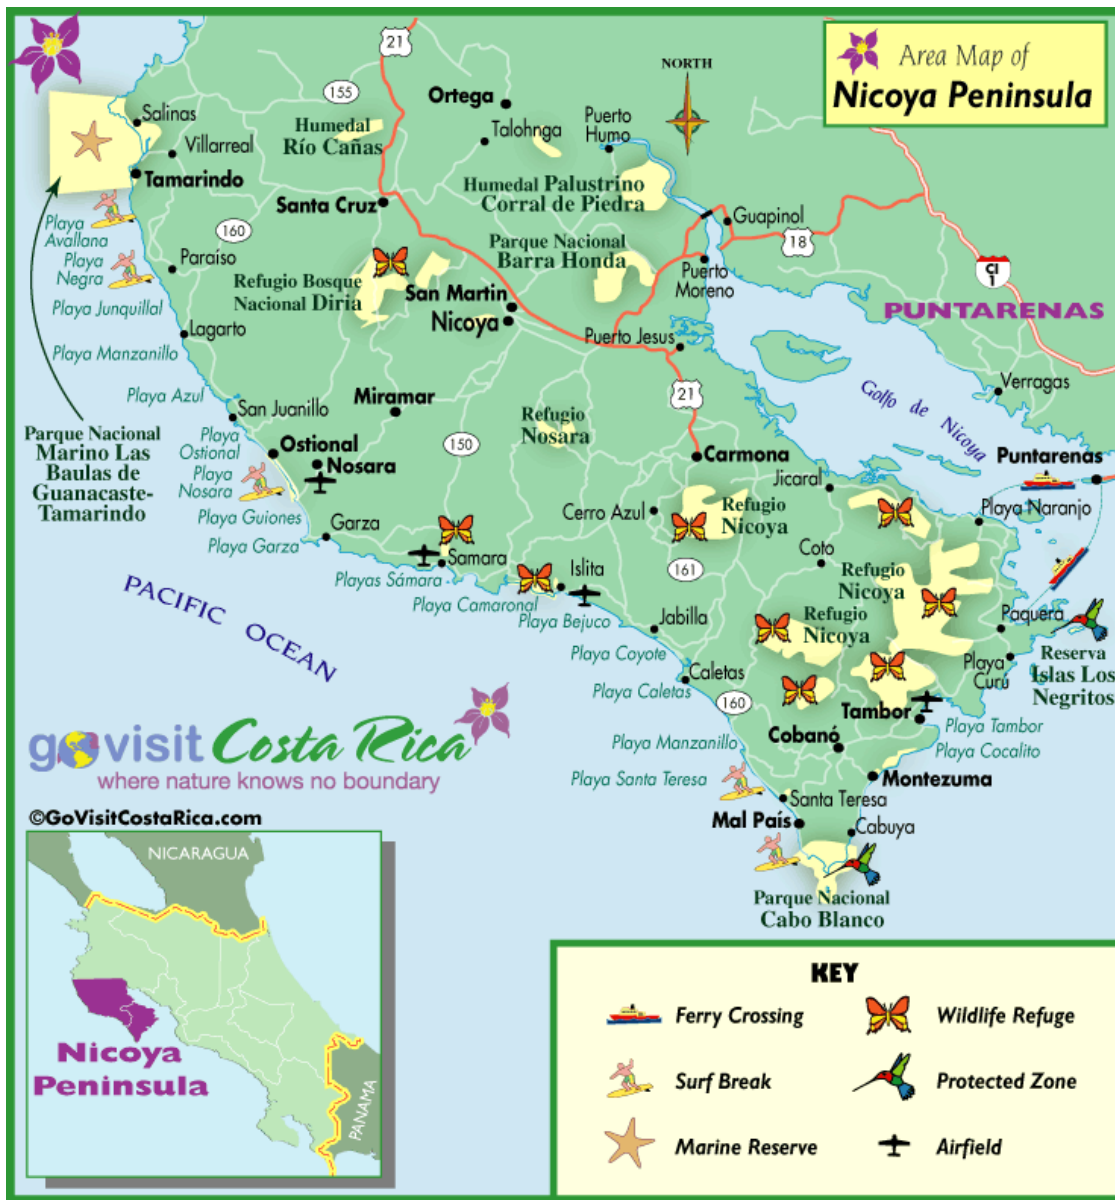 Area Map of
Nicoya Peninsula
NORTH
21
155
Ortega
Talohnga
Puerto
Humo
Salinas
Villarreal
Tamarindo
Humedal
Río Cañas
Humedal Palustrino
Corral de Piedra
Santa Cruz
Guapinol
18
Playa
Avallana
Playa
Negra
160
Paraíso
Parque Nacional
Barra Honda
Puerto
Moreno
CI
1
PUNTARENAS
Refugio Bosque
Nacional Diria
San Martin
Nicoya
Playa Junquillal
Lagarto
Puerto Jesus
Playa Manzanillo
Verragas
Golfo de Nicoya
Playa Azul
San Juanillo
Miramar
21
Refugio
Nosara
Parque Nacional
Marino Las
Baulas de
Guanacaste-
Tamarindo
Playa
Ostional
Playa
Nosara
Ostional
Nosara
150
Carmona
Puntarenas
Jicaral
Playa Naranjo
Playa Guiones
Garza
Playa Garza
Cerro Azul
Refugio
Nicoya
Samara
Playas Sámara
Islita
161
Coto
Refugio
Nicoya
Playa Camaronal
Playa Bejuco
Jabilla
Refugio
Nicoya
Paquera
PACIFIC OCEAN
Playa Coyote
Playa
Curú
Reserva
Islas Los
Negritos
Caletas
Playa Caletas
160
Tambor
Playa Tambor
Cobanó
Playa Cocalito
Playa Manzanillo
Playa Santa Teresa
Montezuma
Santa Teresa
Mal País
Cabuya
Parque Nacional
Cabo Blanco
govisit Costa Rica
where nature knows no boundary
©GoVisitCostaRica.com
NICARAGUA
Nicoya
Peninsula
PANAMA
KEY
Ferry Crossing
Wildlife Refuge
Surf Break
Protected Zone
Marine Reserve
Airfield